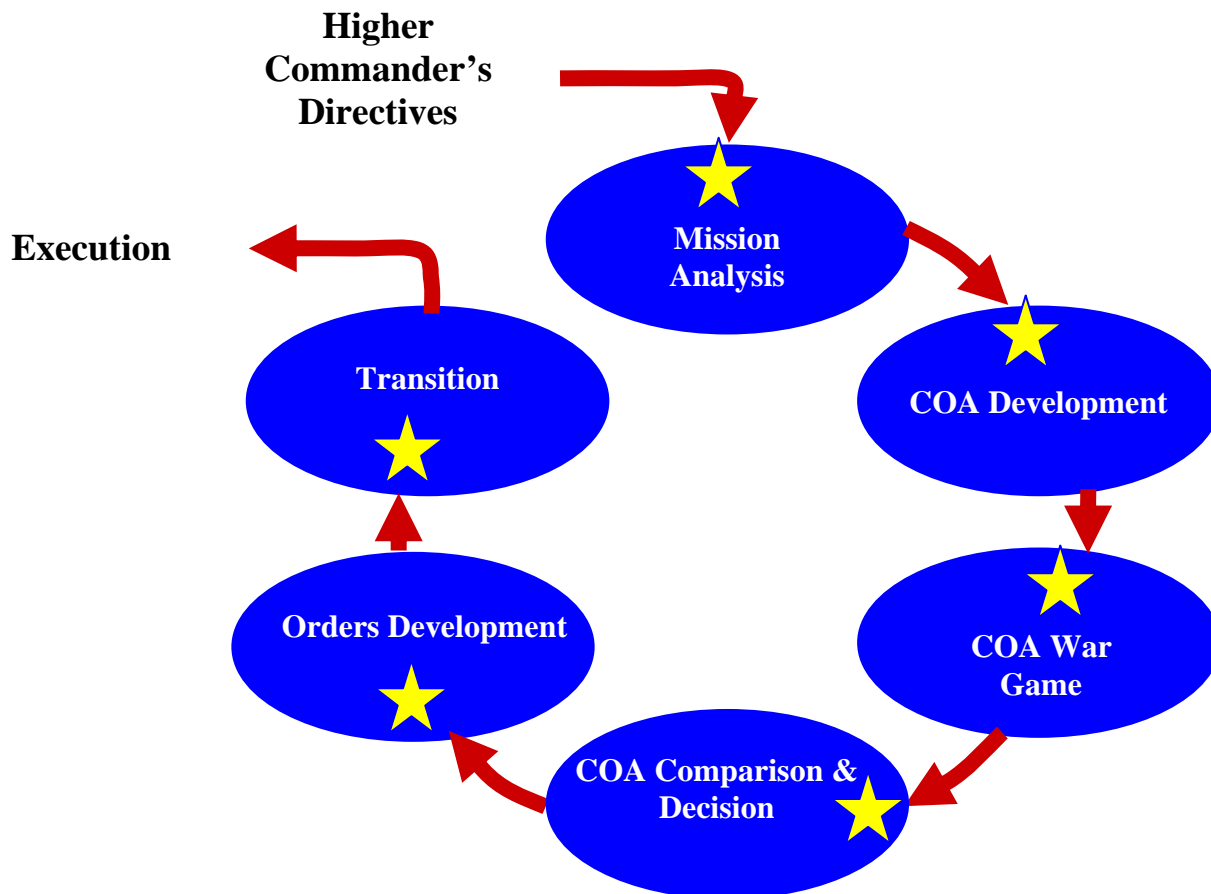 Higher
Commander’s
Directives
Mission
Analysis
Execution
COA Development
Transition
COA War
Game
Orders Development
COA Comparison &
Decision